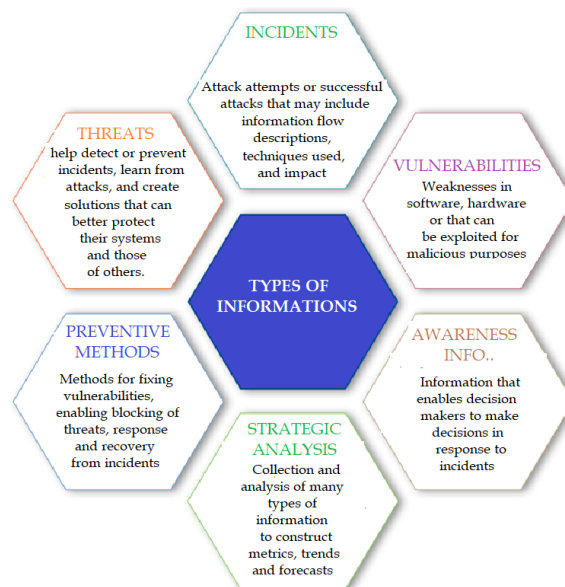 INCIDENTS
Attack attempts or successful
attacks that may include
information flow
descriptions,
techniques used,
and impact
THREATS
help detect or prevent
incidents, learn from
attacks, and create
solutions that can
better protect
their systems
and those
of others.
VULNERABILITIES
Weaknesses in
software, hardware
or that can
be exploited for
malicious purposes
TYPES OF
INFORMATIONS
PREVENTIVE
METHODS
Methods for fixing
vulnerabilities,
enabling blocking of
threats, response
and recovery
from incidents
AWARENESS
INFO..
Information that
enables decision
makers to make
decisions in
response to
incidents
STRATEGIC
ANALYSIS
Collection and
analysis of many
types of
information
to construct
metrics, trends
and forecasts